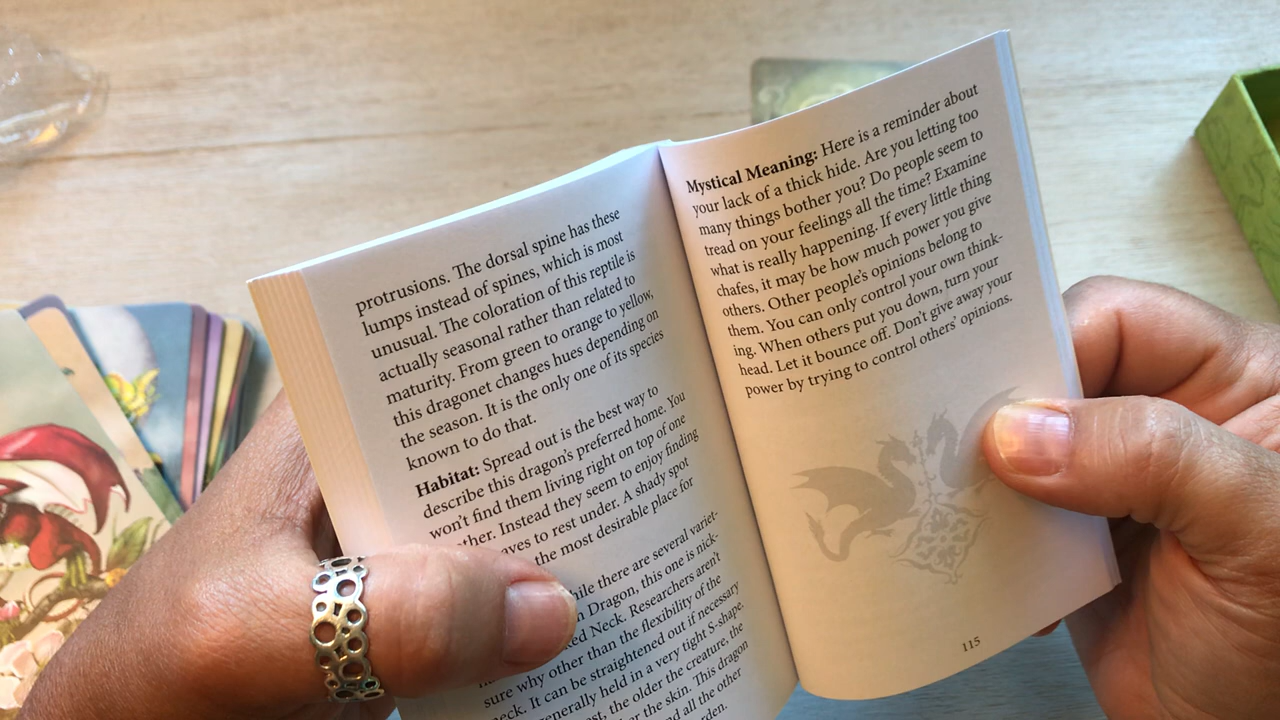 protrusions. The dorsal spine has these
lumps instead of spines, which is most
unusual. The coloration of this reptile is
actually seasonal rather than related to
maturity. From green to orange to yellow,
this dragonet changes hues depending on
the season. It is the only one of its species
known to do that.
Habitat: Spread out is the best way to
describe this dragon's preferred home. You
won't find them living right on top of one
ther. Instead they seem to enjoy finding
aves to rest under. A shady spot
the most desirable place for
hile there are several variet-
n Dragon, this one is nick-
ked Neck. Researchers aren't
sure why other than the flexibility of the
neck. It can be straightened out if necessary
generally held in a very tight S-shape.
est, the older the creature, the
the skin. This dragon
nd all the other
rden.
Mystical Meaning: Here is a reminder about
your lack of a thick hide. Are you letting too
many things bother you? Do people seem to
tread on your feelings all the time? Examine
what is really happening. If every little thing
chafes, it may be how much power you give
others. Other people's opinions belong to
them. You can only control your own think-
ing. When others put you down, turn your
head. Let it bounce off. Don't give away your
power by trying to control others' opinions.
115